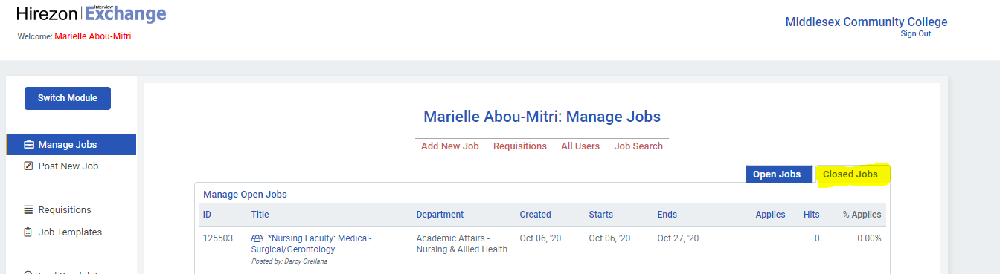 Hirezon Interview Exchange
Welcome: Marielle Abou-Mitri
Middlesex Community College
Sign Out
Switch Module
Manage Jobs
Post New Job
Requisitions
Job Templates
Marielle Abou-Mitri: Manage Jobs
Add New Job Requisitions All Users Job Search
Open Jobs Closed Jobs
Manage Open Jobs
ID Title Department Created Starts Ends Applies Hits % Applies
125503 *Nursing Faculty: Medical- Academic Affairs - Oct 06, '20 Oct 06, '20 Oct 27, '20 0 0.00%
Surgical/Gerontology Nursing & Allied Health
Posted by: Darcy Orellana